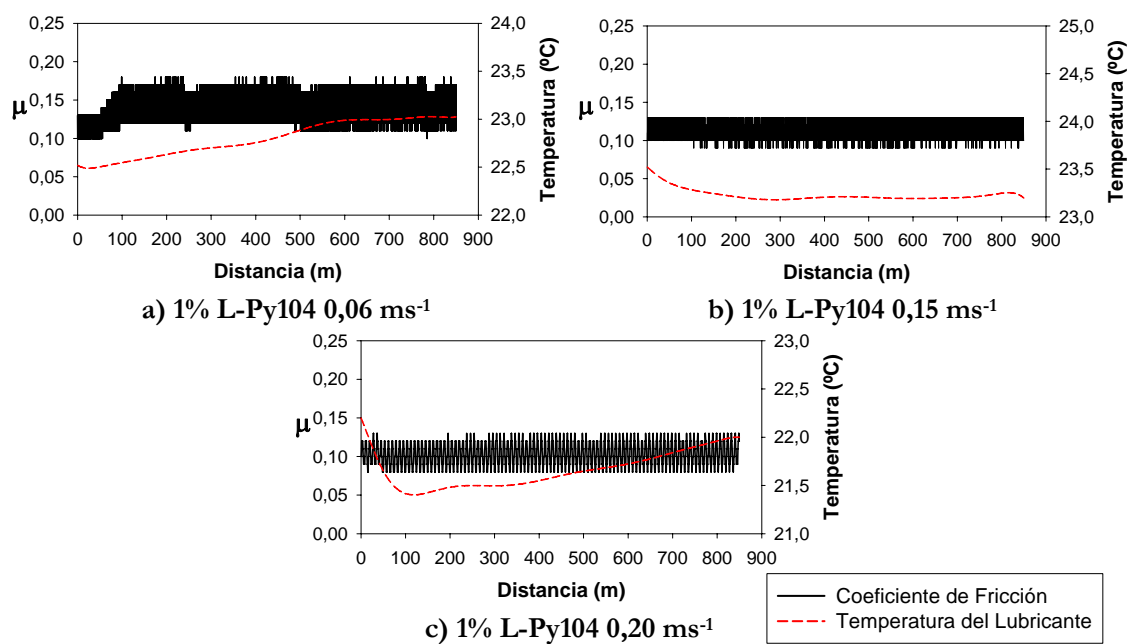 0,25
0,20
0,15
0,10
0,05
0,00
μ
24,0
23,5
23,0
22,5
22,0
Temperatura (ºC)
0 100 200 300 400 500 600 700 800 900
Distancia (m)
a) 1% L-Py104 0,06 ms-1
0,25
0,20
0,15
0,10
0,05
0,00
μ
25,0
24,5
24,0
23,5
23,0
Temperatura (ºC)
0 100 200 300 400 500 600 700 800 900
Distancia (m)
b) 1% L-Py104 0,15 ms-1
0,25
0,20
0,15
0,10
0,05
0,00
μ
23,0
22,5
22,0
21,5
21,0
Temperatura (ºC)
0 100 200 300 400 500 600 700 800 900
Distancia (m)
c) 1% L-Py104 0,20 ms-1
Coeficiente de Fricción
Temperatura del Lubricante